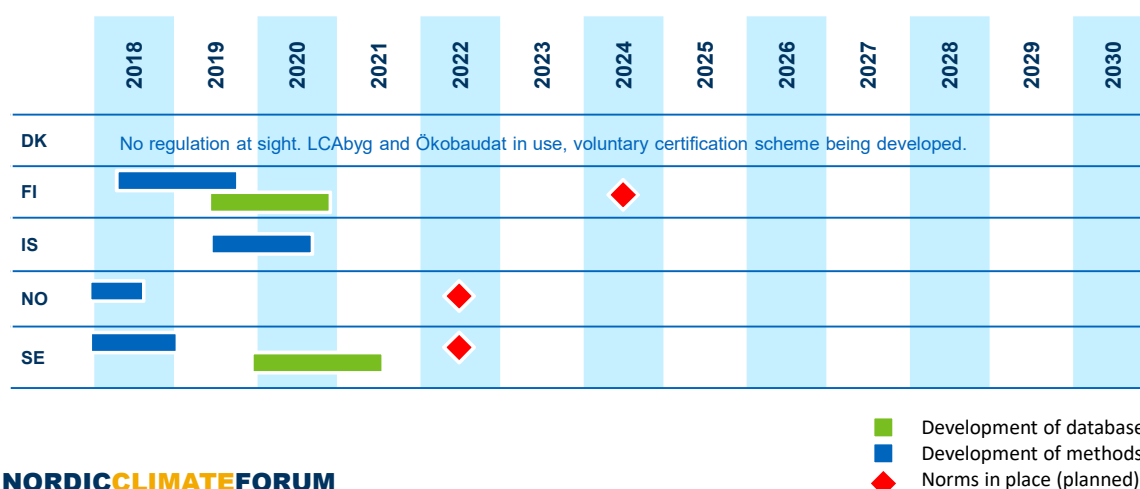 2018 2019 2020 2021 2022 2023 2024 2025 2026 2027 2028 2029 2030
DK No regulation at sight. LCAbyg and Ökobaudat in use, voluntary certification scheme being developed.
FI
IS
NO
SE
Development of database
Development of methods
Norms in place (planned)
NORDICCLIMATEFORUM